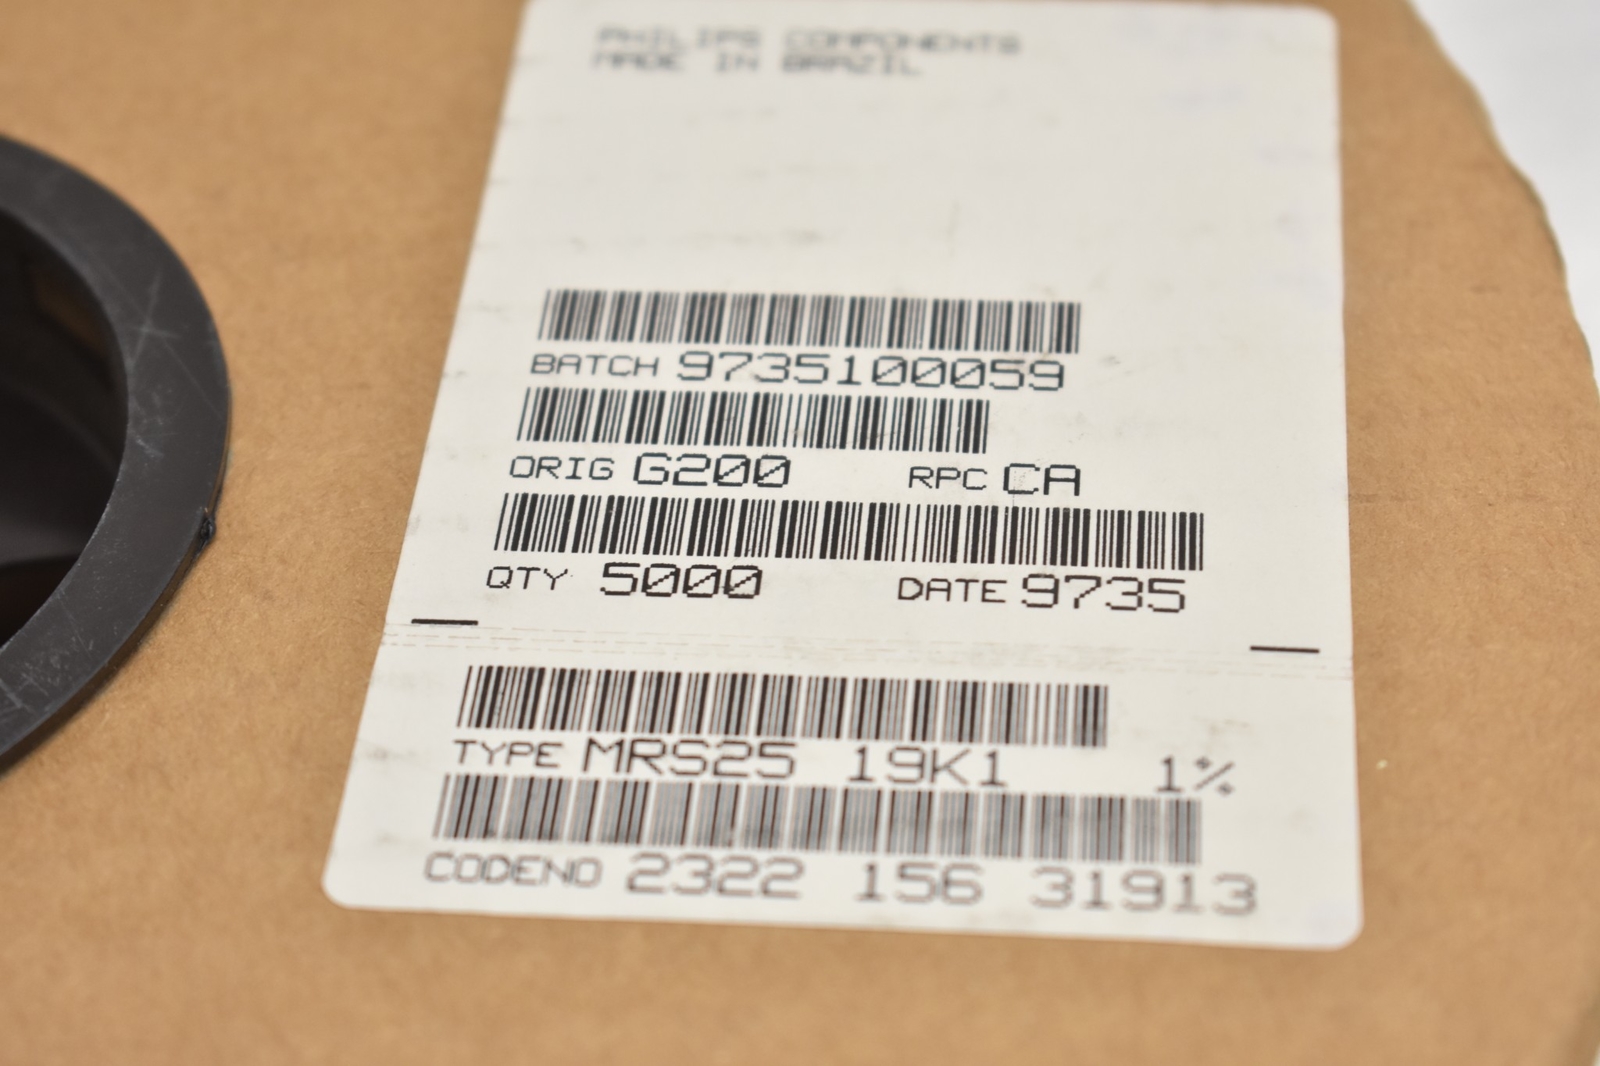 PHILIPS COMPONENTS
MADE IN BRAZIL
BATCH 9735100059
ORIG G200 RPC CA
QTY 5000 DATE 9735
TYPE MRS25 19K1 1%
CODENO 2322 156 31913